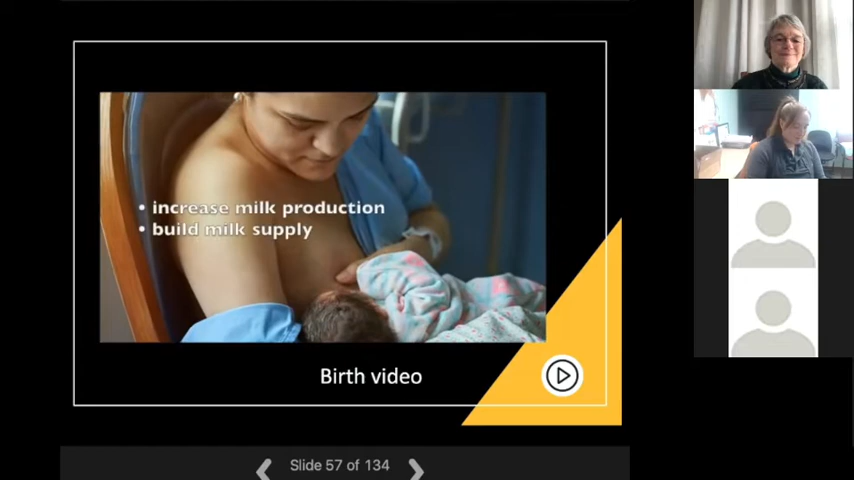 • increase milk production
• build milk supply
Birth video
Slide 57 of 134